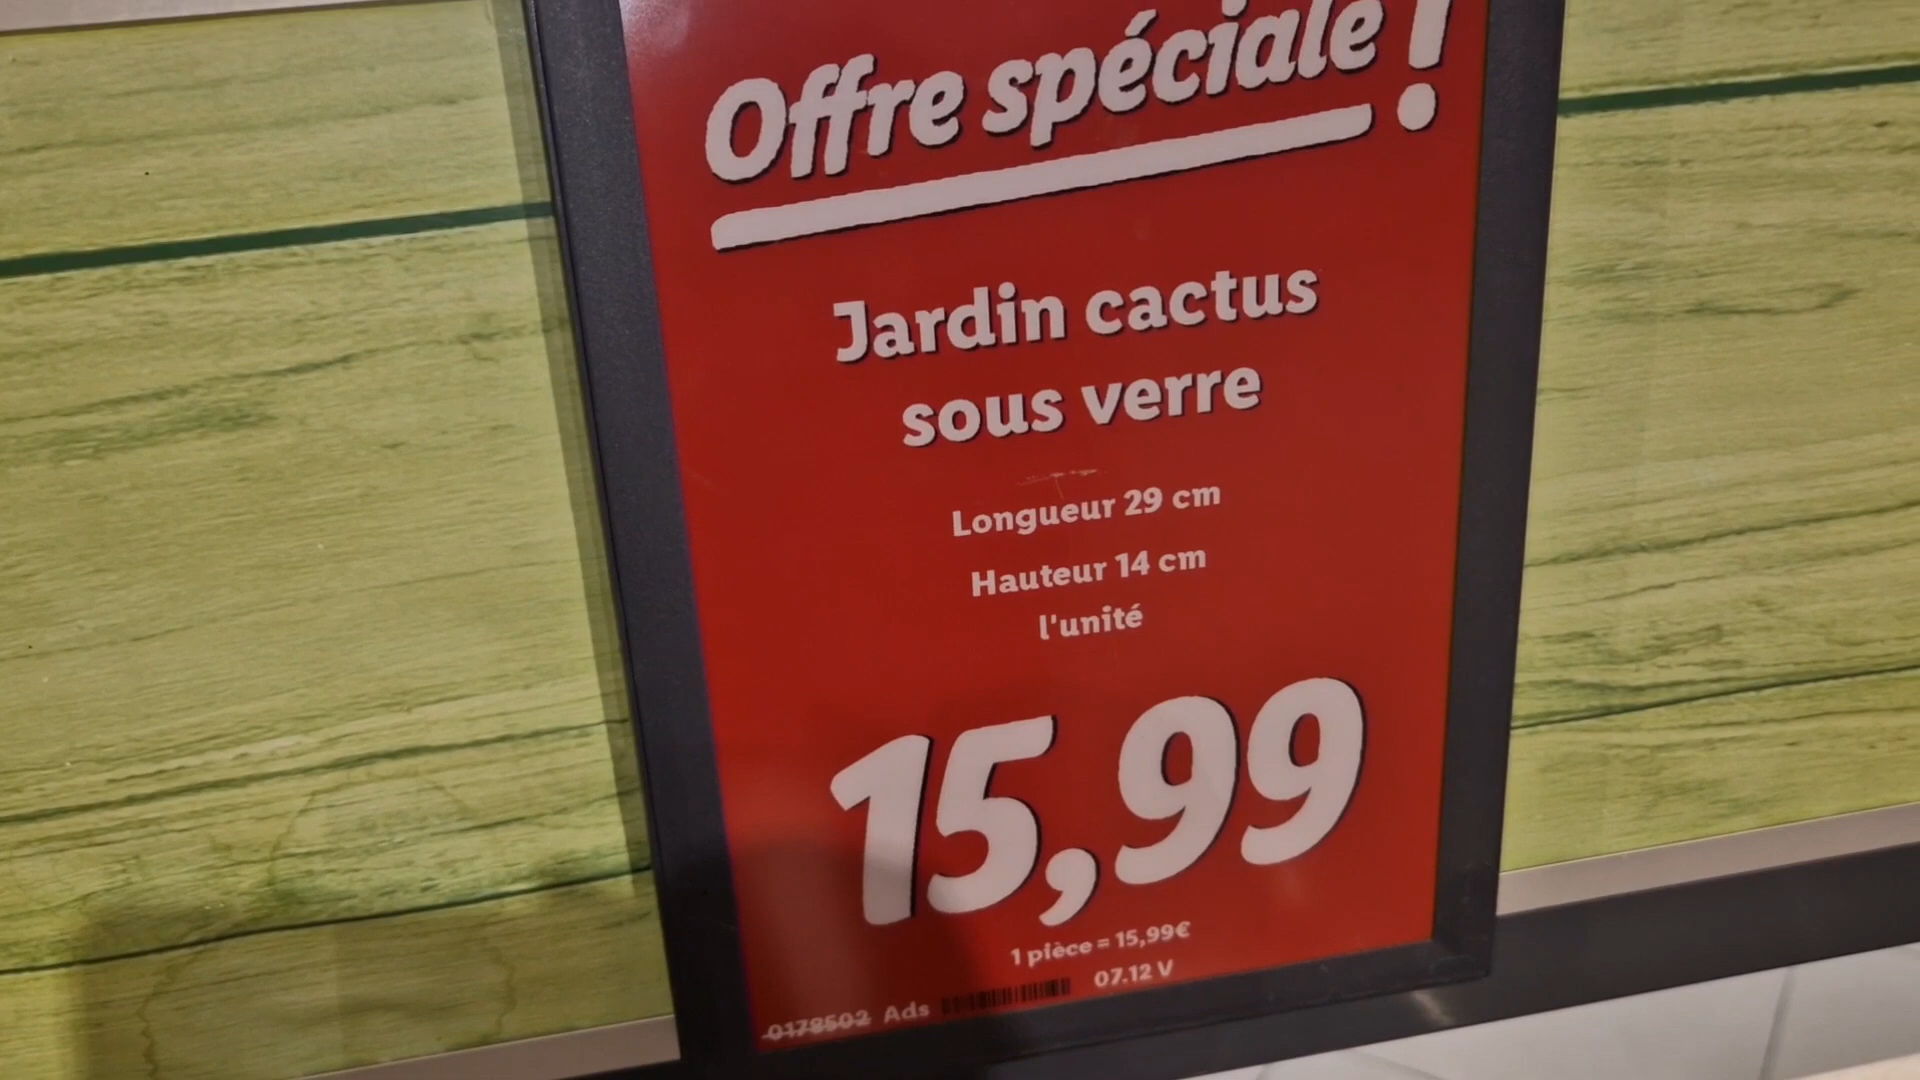 Offre spéciale !
Jardin cactus
sous verre
Longueur 29 cm
Hauteur 14 cm
l'unité
15,99
1 pièce = 15,99€
07.12 V
0178502 Ads